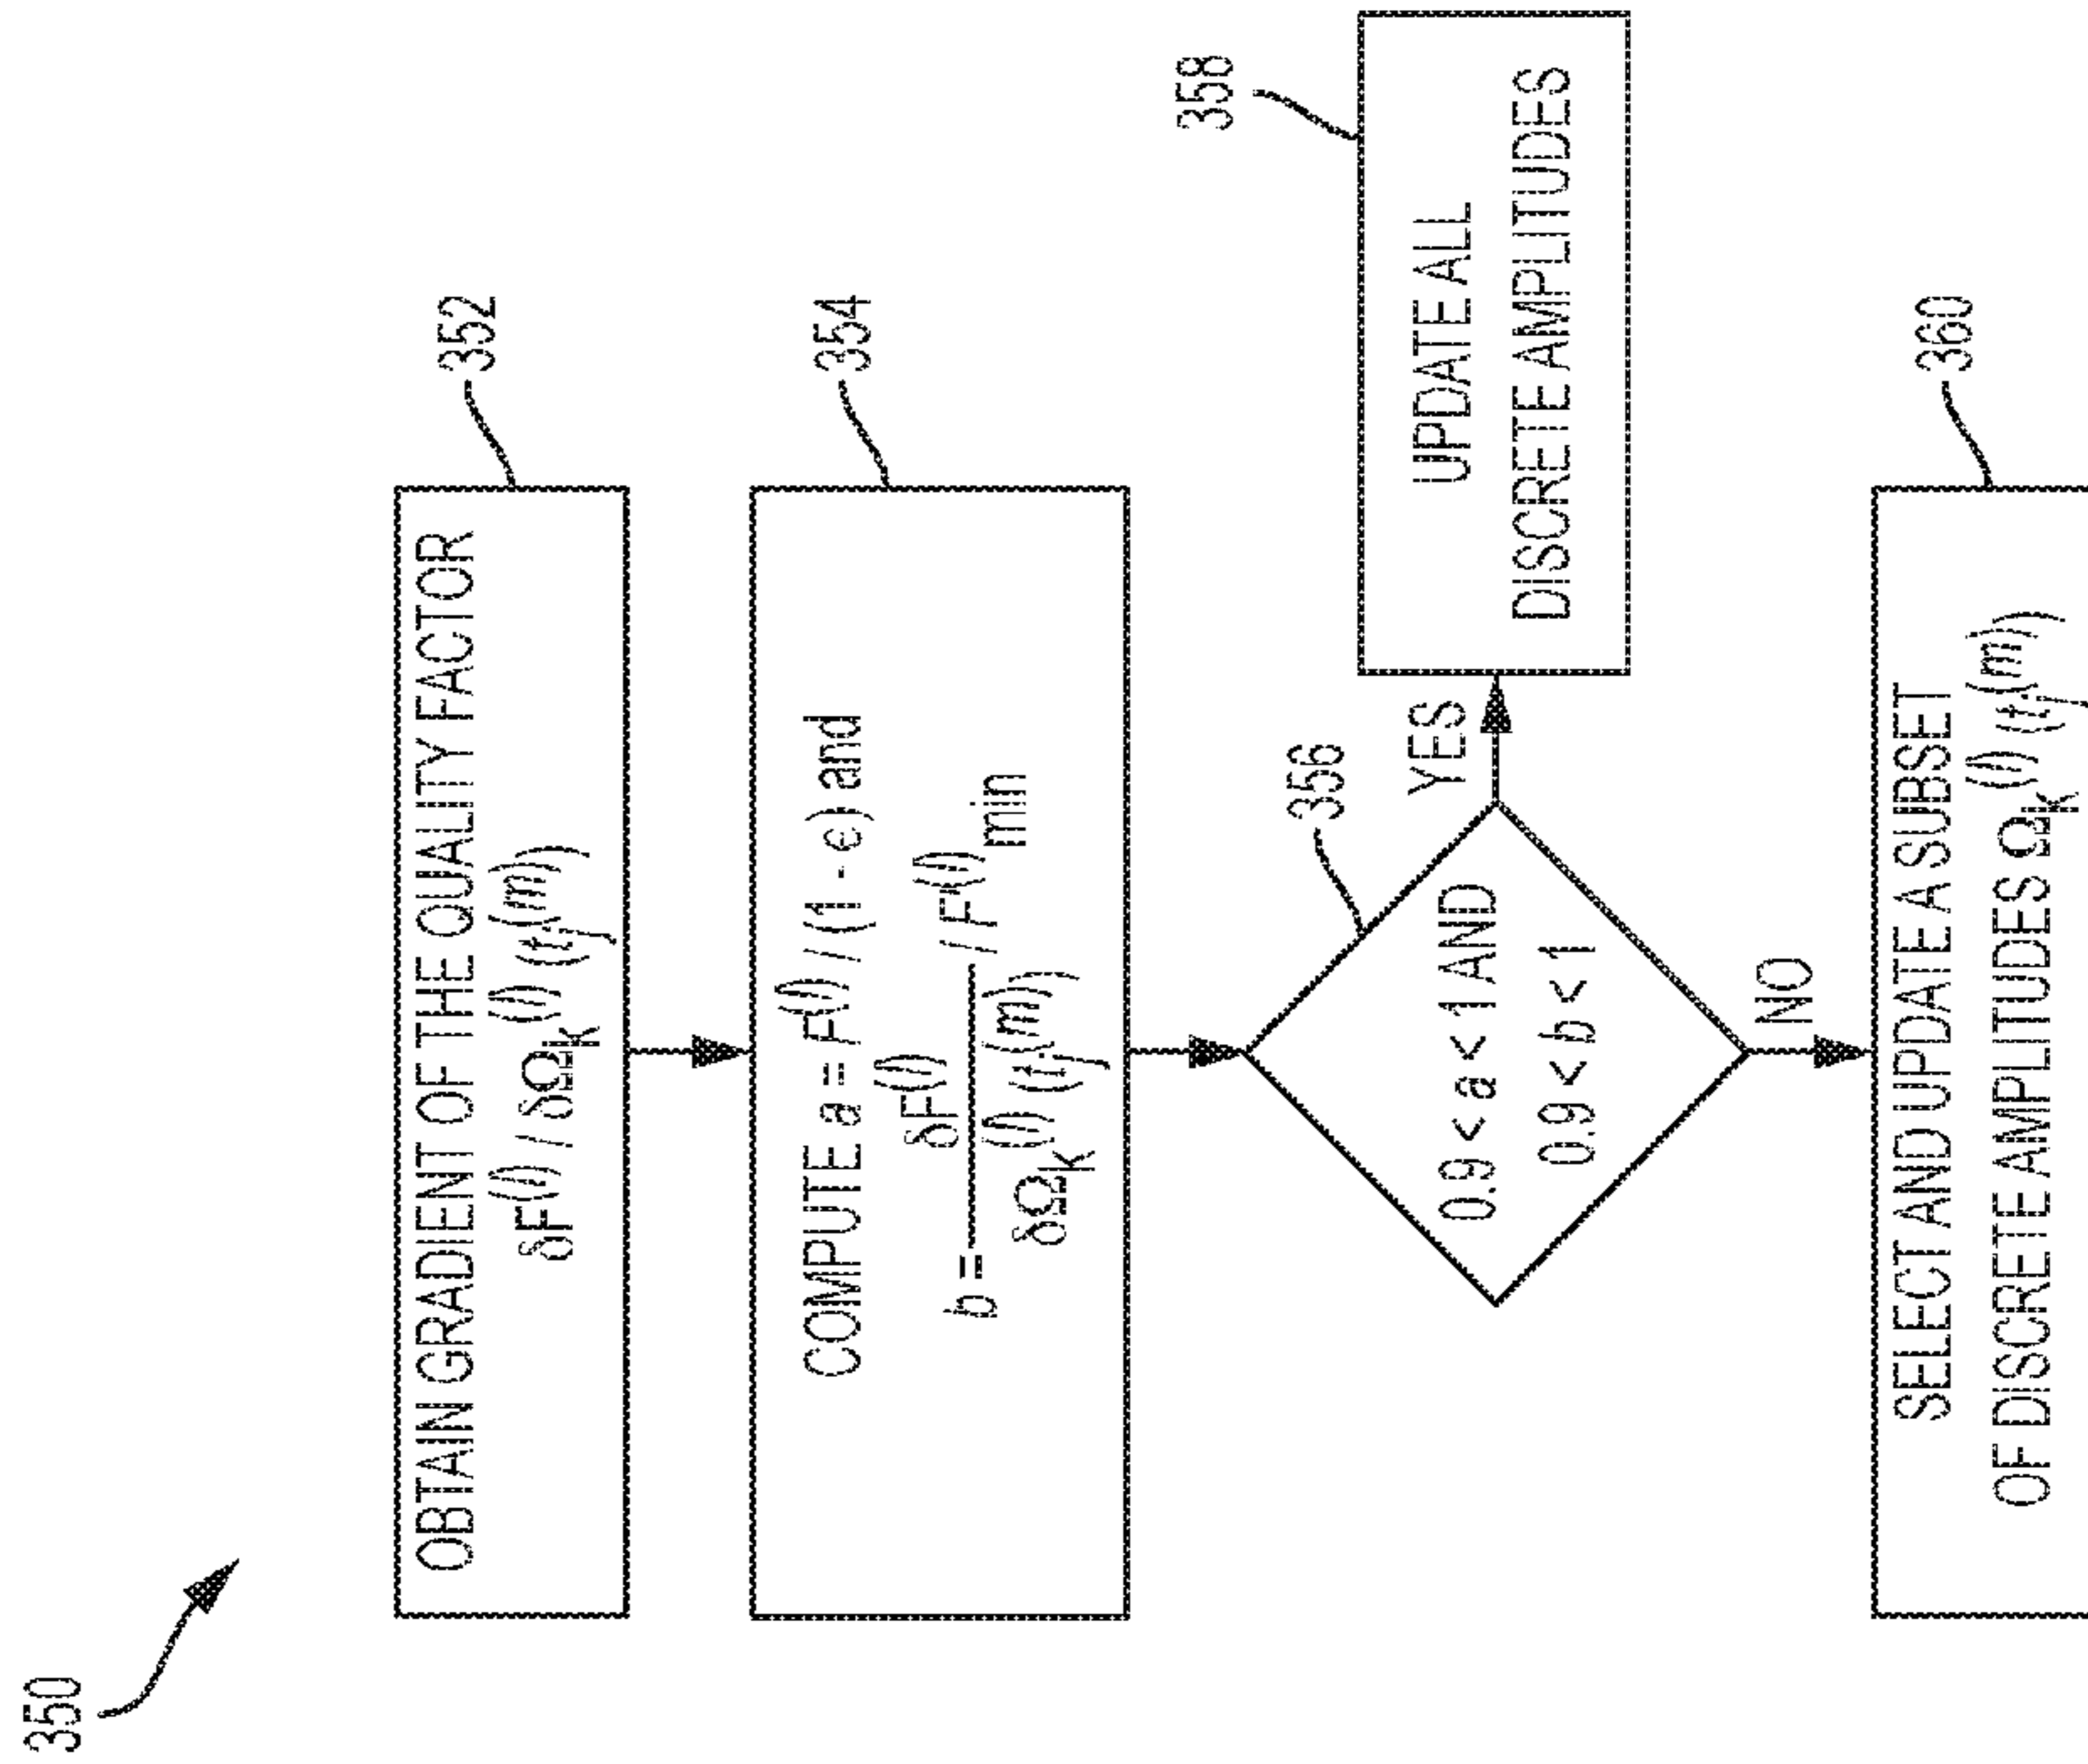 350
352
OBTAIN GRADIENT OF THE QUALITY FACTOR
δF⁽ˡ⁾ / δΩₖ⁽ˡ⁾ (tⱼ⁽ᵐ⁾)
354
COMPUTE a = F⁽ˡ⁾ / (1 - e) and
b = δF⁽ˡ⁾ / δΩₖ⁽ˡ⁾ (tⱼ⁽ᵐ⁾) / F'⁽ˡ⁾min
356
0.9 < a < 1 AND
0.9 < b < 1
YES
358
UPDATE ALL
DISCRETE AMPLITUDES
NO
360
SELECT AND UPDATE A SUBSET
OF DISCRETE AMPLITUDES Ωₖ⁽ˡ⁾ (tⱼ⁽ᵐ⁾)